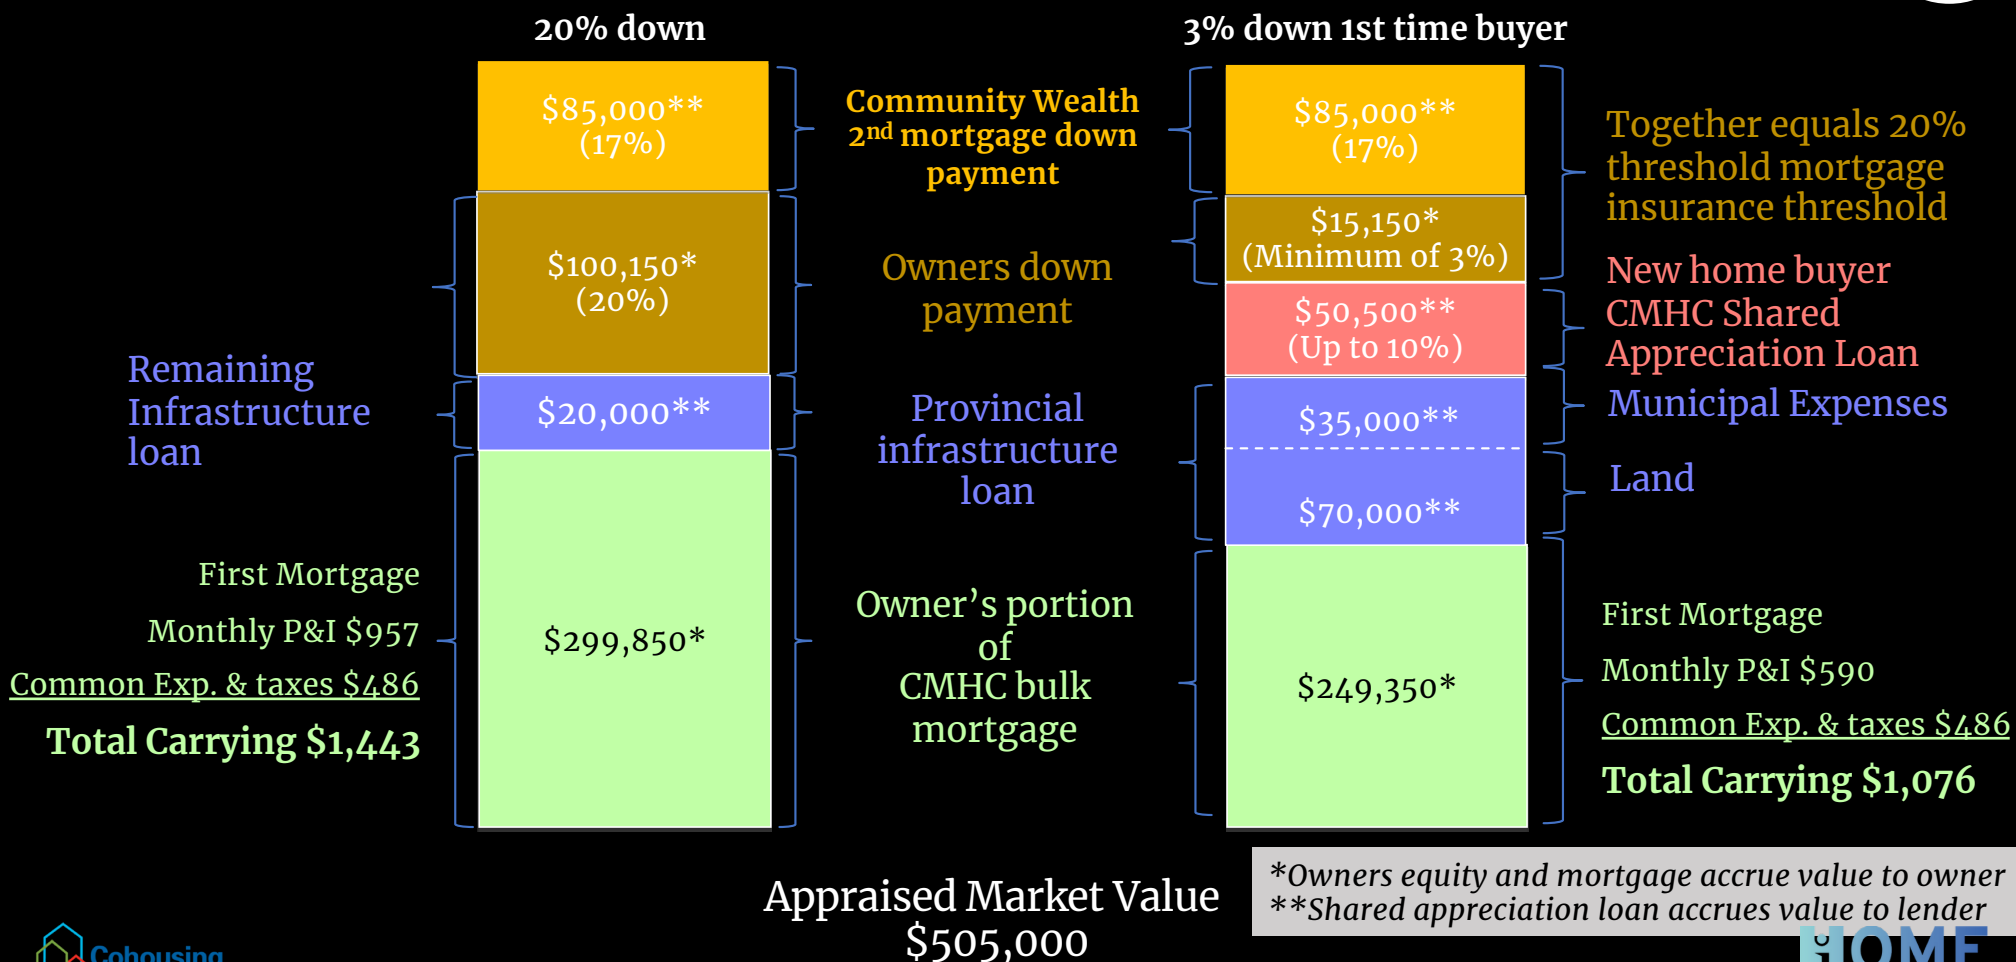 20% down
3% down 1st time buyer
$85,000**
(17%)
$100,150*
(20%)
$20,000**
$299,850*
Remaining
Infrastructure
loan
First Mortgage
Monthly P&I $957
Common Exp. & taxes $486
Total Carrying $1,443
Community Wealth
2nd mortgage down
payment
Owners down
payment
Provincial
infrastructure
loan
Owner’s portion
of
CMHC bulk
mortgage
$85,000**
(17%)
$15,150*
(Minimum of 3%)
$50,500**
(Up to 10%)
$35,000**
$70,000**
$249,350*
Together equals 20%
threshold mortgage
insurance threshold
New home buyer
CMHC Shared
Appreciation Loan
Municipal Expenses
Land
First Mortgage
Monthly P&I $590
Common Exp. & taxes $486
Total Carrying $1,076
Appraised Market Value
$505,000
*Owners equity and mortgage accrue value to owner
**Shared appreciation loan accrues value to lender
Cohousing
HOME